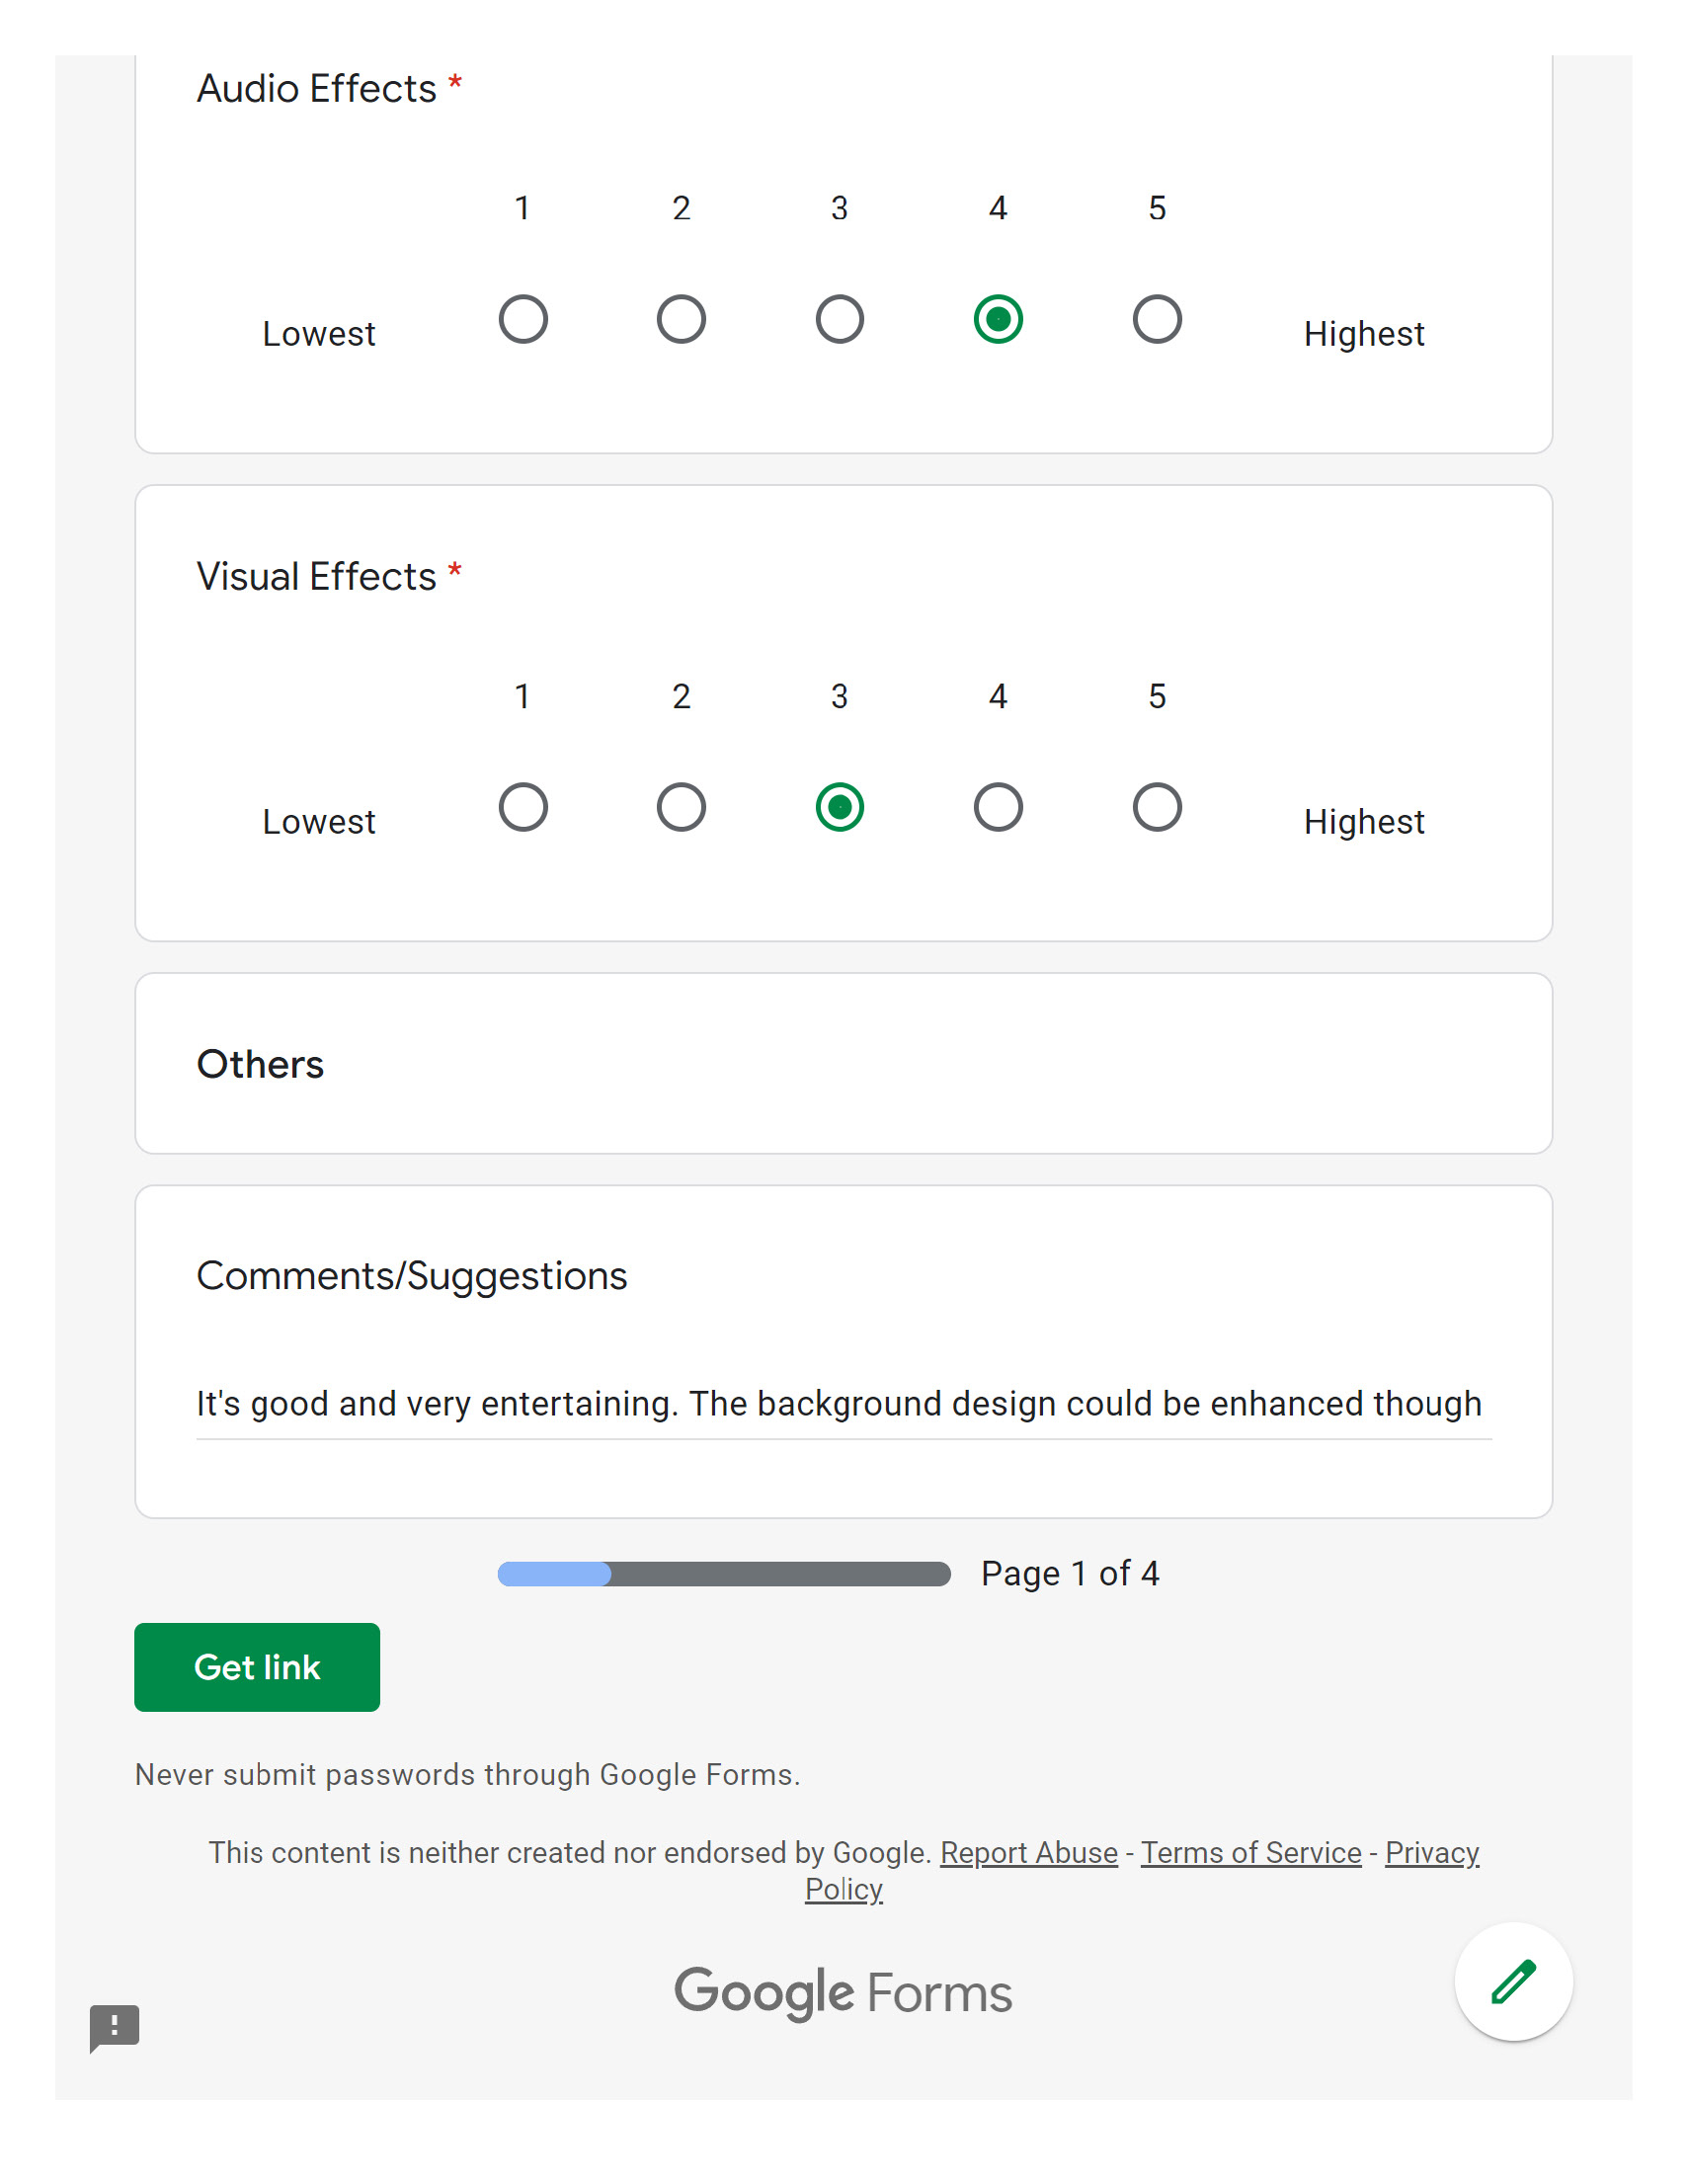 Audio Effects *
1 2 3 4 5
Lowest Highest
Visual Effects *
1 2 3 4 5
Lowest Highest
Others
Comments/Suggestions
It's good and very entertaining. The background design could be enhanced though
Page 1 of 4
Get link
Never submit passwords through Google Forms.
This content is neither created nor endorsed by Google. Report Abuse - Terms of Service - Privacy
Policy
Google Forms